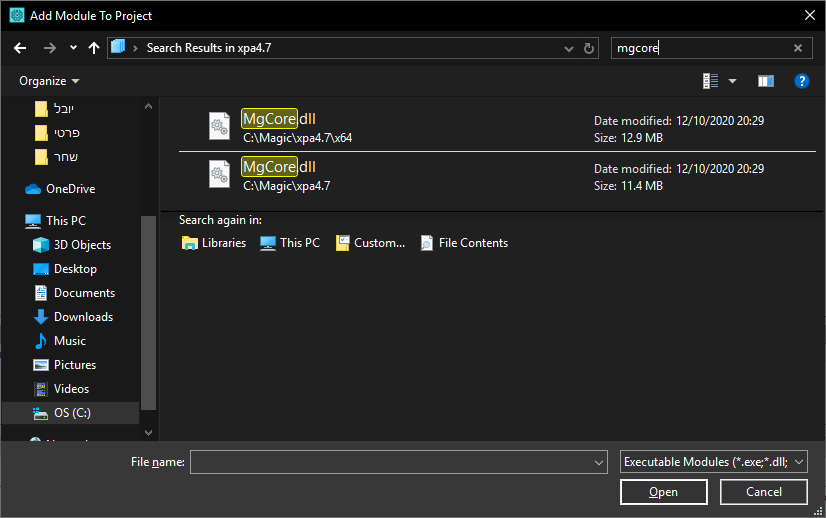 Add Module To Project
Search Results in xpa4.7
mgcore
Organize
יובל
פרטי
שחר
OneDrive
This PC
3D Objects
Desktop
Documents
Downloads
Music
Pictures
Videos
OS (C:)
MgCore.dll
C:\Magic\xpa4.7\x64
Date modified: 12/10/2020 20:29
Size: 12.9 MB
MgCore.dll
C:\Magic\xpa4.7
Date modified: 12/10/2020 20:29
Size: 11.4 MB
Search again in:
Libraries This PC Custom... File Contents
File name:
Executable Modules (*.exe;*.dll;
Open Cancel